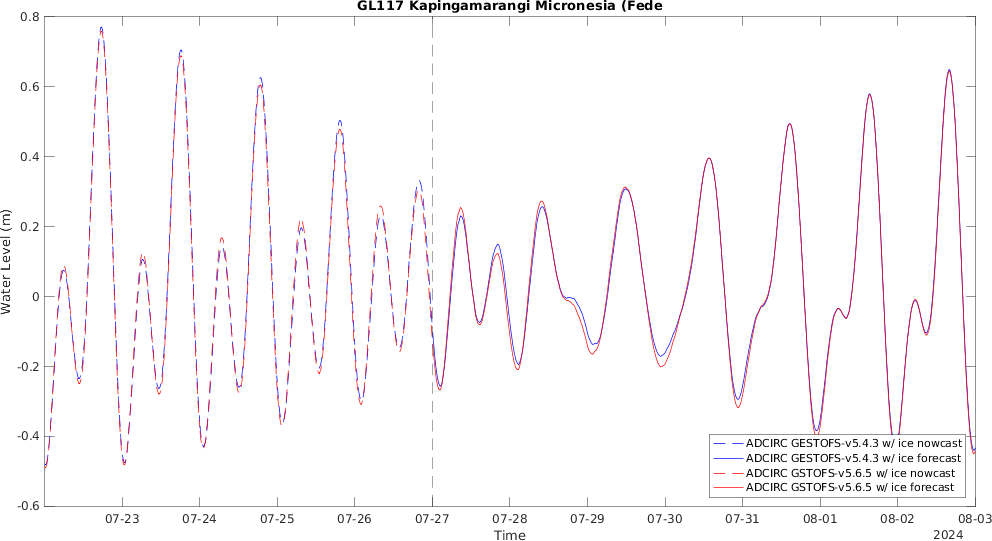 GL117 Kapingamarangi Micronesia (Fede
0.8
0.6
0.4
0.2
0
-0.2
-0.4
-0.6
Water Level (m)
ADCIRC GESTOFS-v5.4.3 w/ ice nowcast
ADCIRC GESTOFS-v5.4.3 w/ ice forecast
ADCIRC GSTOFS-v5.6.5 w/ ice nowcast
ADCIRC GSTOFS-v5.6.5 w/ ice forecast
07-23 07-24 07-25 07-26 07-27 07-28 07-29 07-30 07-31 08-01 08-02 08-03
Time
2024